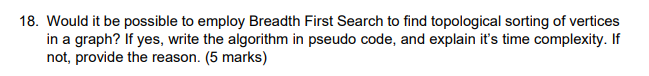 18. Would it be possible to employ Breadth First Search to find topological sorting of vertices
in a graph? If yes, write the algorithm in pseudo code, and explain it's time complexity. If
not, provide the reason. (5 marks)